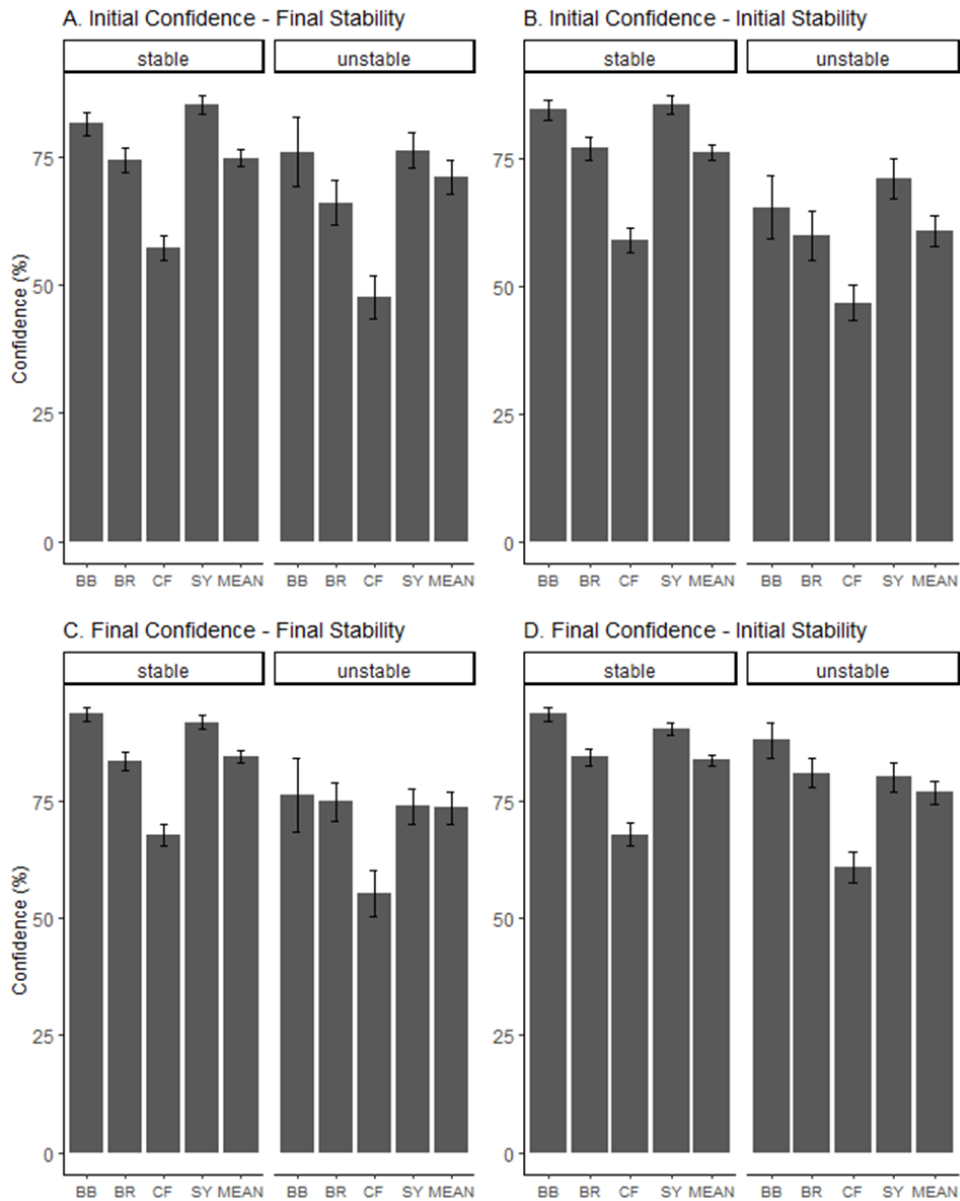 A. Initial Confidence - Final Stability
stable
unstable
Confidence (%)
75
50
25
0
BB BR CF SY MEAN
BB BR CF SY MEAN
B. Initial Confidence - Initial Stability
stable
unstable
75
50
25
0
BB BR CF SY MEAN
BB BR CF SY MEAN
C. Final Confidence - Final Stability
stable
unstable
Confidence (%)
75
50
25
0
BB BR CF SY MEAN
BB BR CF SY MEAN
D. Final Confidence - Initial Stability
stable
unstable
75
50
25
0
BB BR CF SY MEAN
BB BR CF SY MEAN